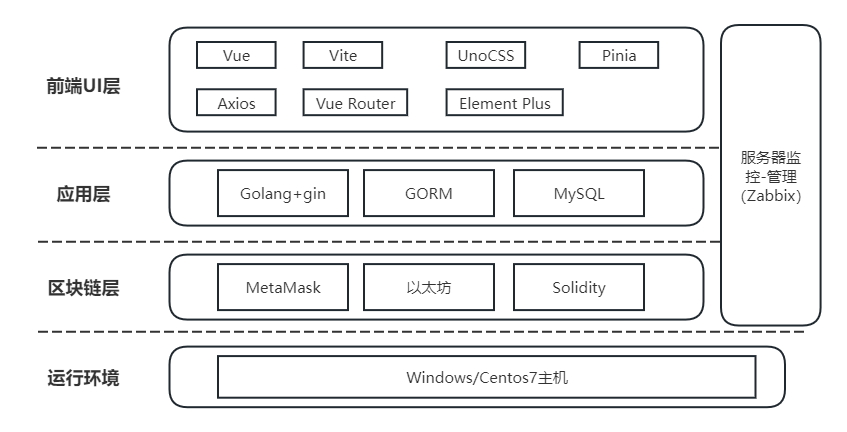 前端UI层
Vue
Vite
UnoCSS
Pinia
Axios
Vue Router
Element Plus
应用层
Golang+gin
GORM
MySQL
区块链层
MetaMask
以太坊
Solidity
运行环境
Windows/Centos7主机
服务器监
控-管理
(Zabbix)